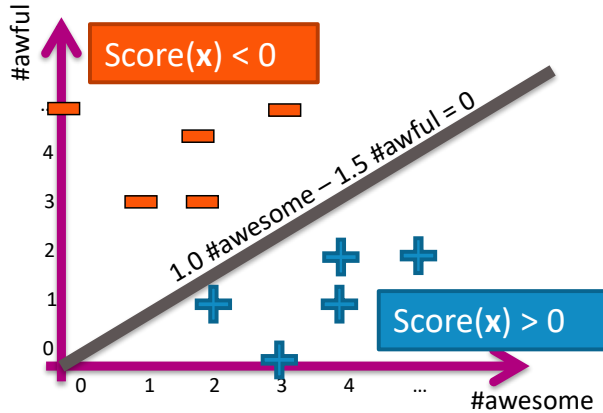 #awful
Score(x) < 0
...
4
3
2
1
0
1.0 #awesome – 1.5 #awful = 0
Score(x) > 0
0
1
2
3
4
...
#awesome